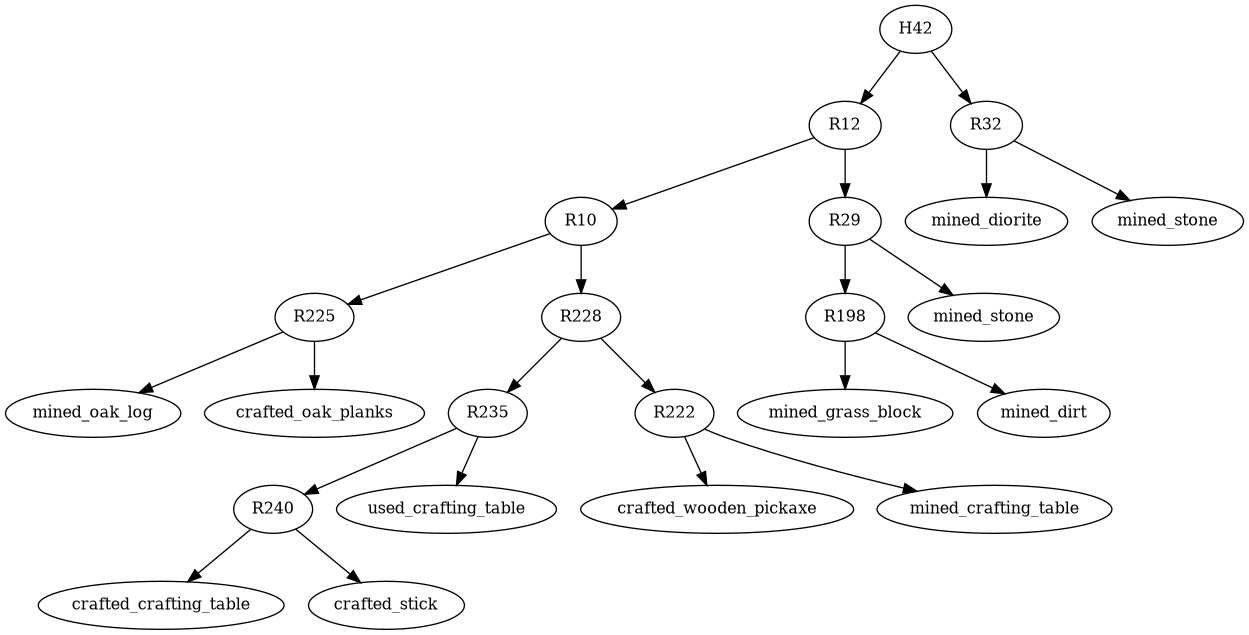 H42
R12
R32
R10
R29
mined_diorite
mined_stone
R225
R228
R198
mined_stone
mined_oak_log
crafted_oak_planks
R235
R222
mined_grass_block
mined_dirt
R240
used_crafting_table
crafted_wooden_pickaxe
mined_crafting_table
crafted_crafting_table
crafted_stick